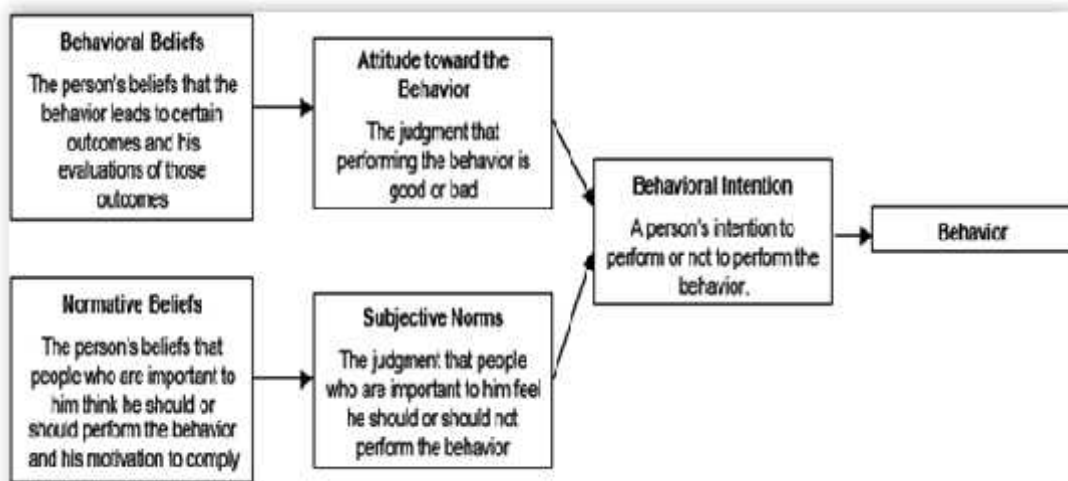 Behavioral Beliefs
The person's beliefs that the
behavior leads to certain
outcomes and his
evaluations of those
outcomes
Attitude toward the
Behavior
The judgment that
performing the behavior is
good or bad
Behavioral Intention
A person's intention to
perform or not to perform the
behavior.
Behavior
Normative Beliefs
The person's beliefs that
people who are important to
him think he should or
should perform the behavior
and his motivation to comply
Subjective Norms
The judgment that people
who are important to him feel
he should or should not
perform the behavior